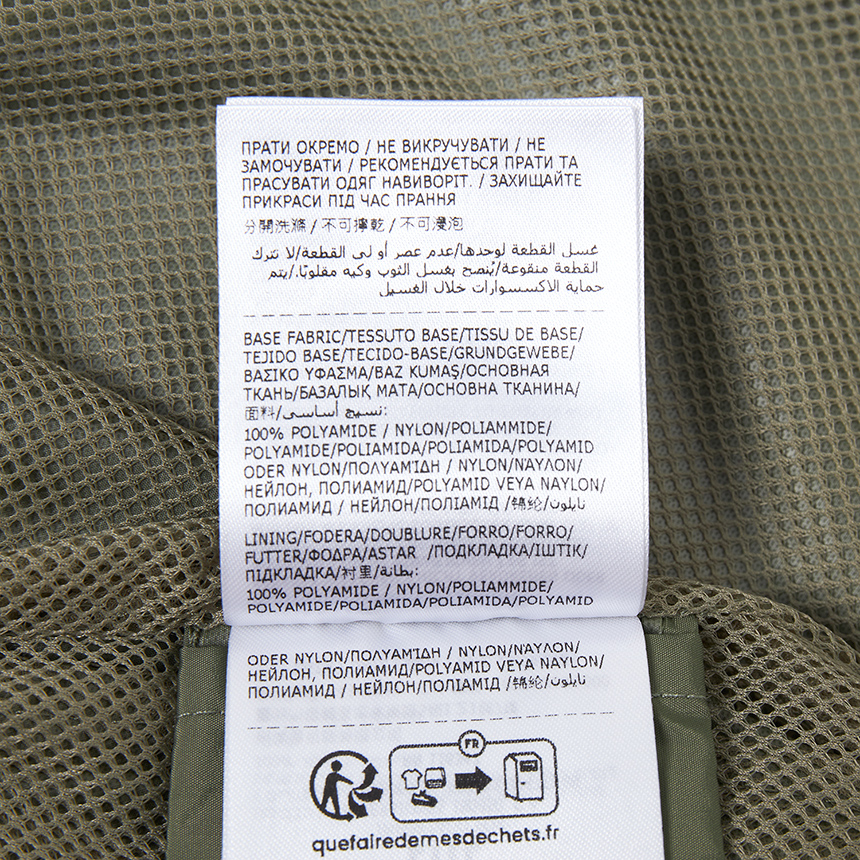 ПРАТИ ОКРЕМО / НЕ ВИКРУЧУВАТИ / НЕ
ЗАМОЧУВАТИ / РЕКОМЕНДУЄТЬСЯ ПРАТИ ТА
ПРАСУВАТИ ОДЯГ НАВИВОРІТ. / ЗАХИЩАЙТЕ
ПРИКРАСИ ПІД ЧАС ПРАННЯ
分開洗滌 / 不可擰乾 / 不可浸泡
غسل القطعة لوحدها/عدم عصر أو لى القطعة/لا تترك
القطعة منقوعة/يُنصح بغسل الثوب وكيه مقلوبًا./يتم
حماية الاكسسوارات خلال الغسيل
BASE FABRIC/TESSUTO BASE/TISSU DE BASE/
TEJIDO BASE/TECIDO-BASE/GRUNDGEWEBE/
ΒΑΣΙΚΟ ΥΦΑΣΜΑ/BAZ KUMAŞ/ОСНОВНАЯ
ТКАНЬ/БАЗАЛЫҚ МАТА/ОСНОВНА ТКАНИНА/
面料/نسيج أساسي:
100% POLYAMIDE / NYLON/POLIAMMIDE/
POLYAMIDE/POLIAMIDA/POLIAMIDA/POLYAMID
ODER NYLON/ΠΟΛΥΑΜΊΔΗ / NYLON/ΝΆΥΛΟΝ/
НЕЙЛОН, ПОЛИАМИД/POLYAMID VEYA NAYLON/
ПОЛИАМИД / НЕЙЛОН/ПОЛІАМІД /锦纶/نايلون
LINING/FODERA/DOUBLURE/FORRO/FORRO/
FUTTER/ΦΟΔΡΑ/ASTAR /ПОДКЛАДКА/ІШТІК/
ПІДКЛАДКА/衬里/بطانة:
100% POLYAMIDE / NYLON/POLIAMMIDE/
POLYAMIDE/POLIAMIDA/POLIAMIDA/POLYAMID
ODER NYLON/ΠΟΛΥΑΜΊΔΗ / NYLON/ΝΆΥΛΟΝ/
НЕЙЛОН, ПОЛИАМИД/POLYAMID VEYA NAYLON/
ПОЛИАМИД / НЕЙЛОН/ПОЛІАМІД /锦纶/نايلون
FR
quefairedemesdechets.fr